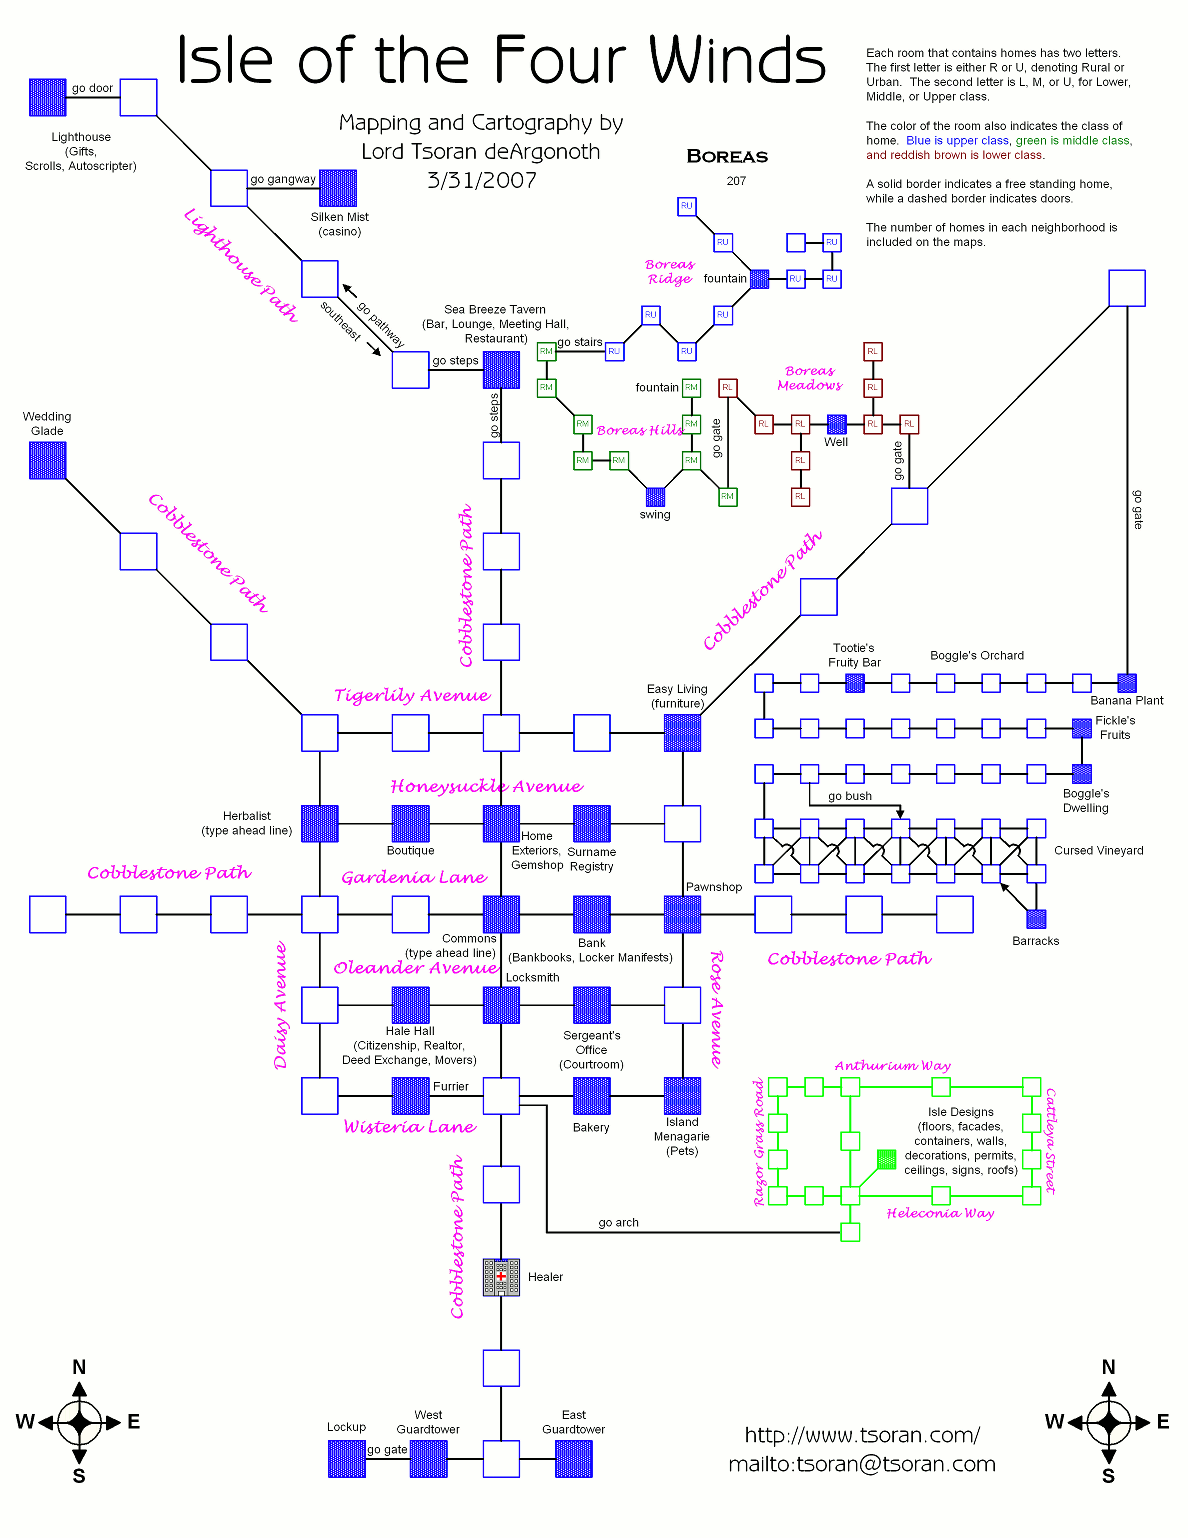 Isle of the Four Winds
Mapping and Cartography by
Lord Tsoran deArgonoth
3/31/2007
Each room that contains homes has two letters.
The first letter is either R or U, denoting Rural or
Urban.  The second letter is L, M, or U, for Lower,
Middle, or Upper class.
The color of the room also indicates the class of
home.  Blue is upper class, green is middle class,
and reddish brown is lower class.
A solid border indicates a free standing home,
while a dashed border indicates doors.
The number of homes in each neighborhood is
included on the maps.
go door
Lighthouse
(Gifts,
Scrolls, Autoscripter)
go gangway
Silken Mist
(casino)
Lighthouse Path
go pathway
southeast
go steps
Sea Breeze Tavern
(Bar, Lounge, Meeting Hall,
Restaurant)
go steps
BOREAS
207
RU
RU
RU
Boreas
Ridge
fountain
RU
RU
RU
RU
RM
go stairs
RU
RU
RL
RM
fountain
RM
RL
Boreas
Meadows
RL
RM
Boreas Hills
RM
go gate
RL
RL
Well
RL
RL
RM
RM
RM
RL
go gate
swing
RM
RL
go gate
Wedding
Glade
Cobblestone Path
Cobblestone Path
Cobblestone Path
Tigerlily Avenue
Easy Living
(furniture)
Tootie's
Fruity Bar
Boggle's Orchard
Banana Plant
Fickle's
Fruits
Boggle's
Dwelling
go bush
Cursed Vineyard
Barracks
Honeysuckle Avenue
Herbalist
(type ahead line)
Boutique
Home
Exteriors,
Gemshop
Surname
Registry
Cobblestone Path
Gardenia Lane
Pawnshop
Commons
(type ahead line)
Bank
(Bankbooks, Locker Manifests)
Cobblestone Path
Oleander Avenue
Locksmith
Daisy Avenue
Rose Avenue
Hale Hall
(Citizenship, Realtor,
Deed Exchange, Movers)
Sergeant's
Office
(Courtroom)
Furrier
Wisteria Lane
Bakery
Island
Menagarie
(Pets)
Anthurium Way
Razor Grass Road
Cattleya Street
Isle Designs
(floors, facades,
containers, walls,
decorations, permits,
ceilings, signs, roofs)
Heleconia Way
go arch
Cobblestone Path
Healer
Lockup
go gate
West
Guardtower
East
Guardtower
N
W E
S
http://www.tsoran.com/
mailto:tsoran@tsoran.com
N
W E
S